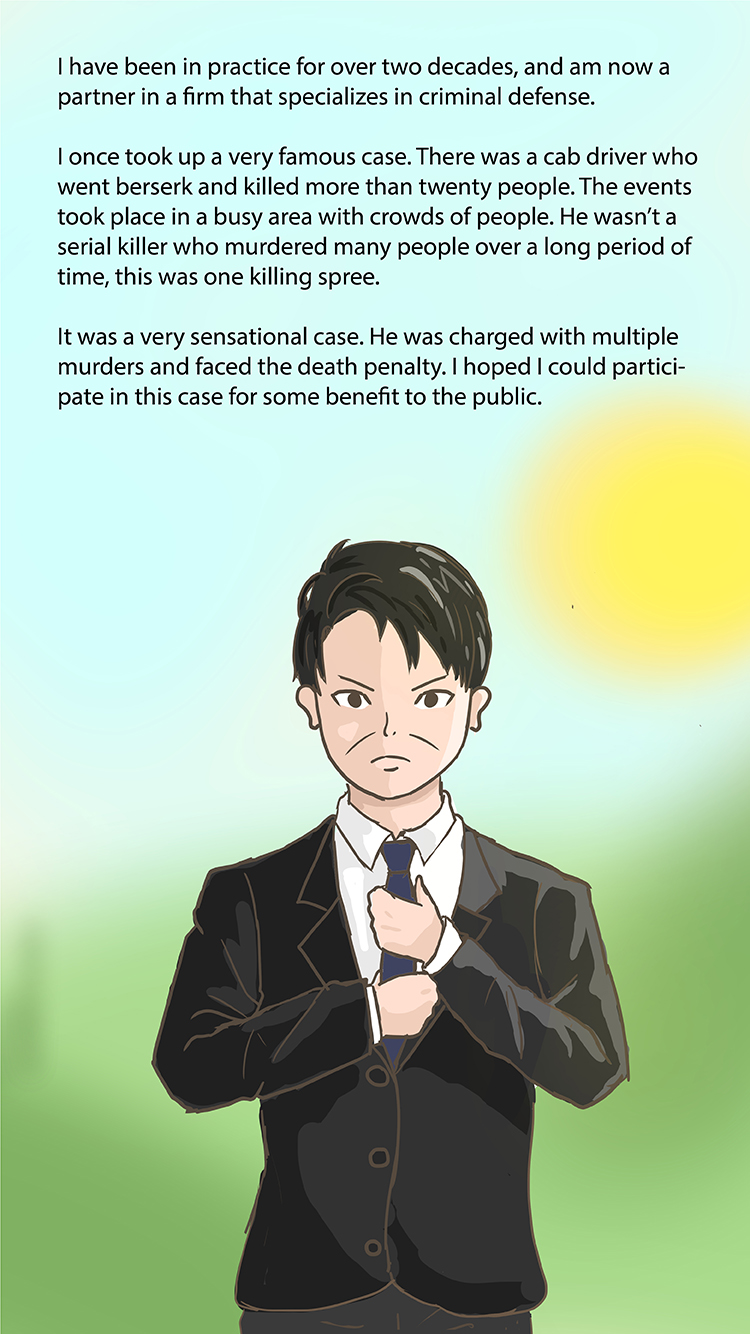 I have been in practice for over two decades, and am now a
partner in a firm that specializes in criminal defense.
I once took up a very famous case. There was a cab driver who
went berserk and killed more than twenty people. The events
took place in a busy area with crowds of people. He wasn’t a
serial killer who murdered many people over a long period of
time, this was one killing spree.
It was a very sensational case. He was charged with multiple
murders and faced the death penalty. I hoped I could partici-
pate in this case for some benefit to the public.